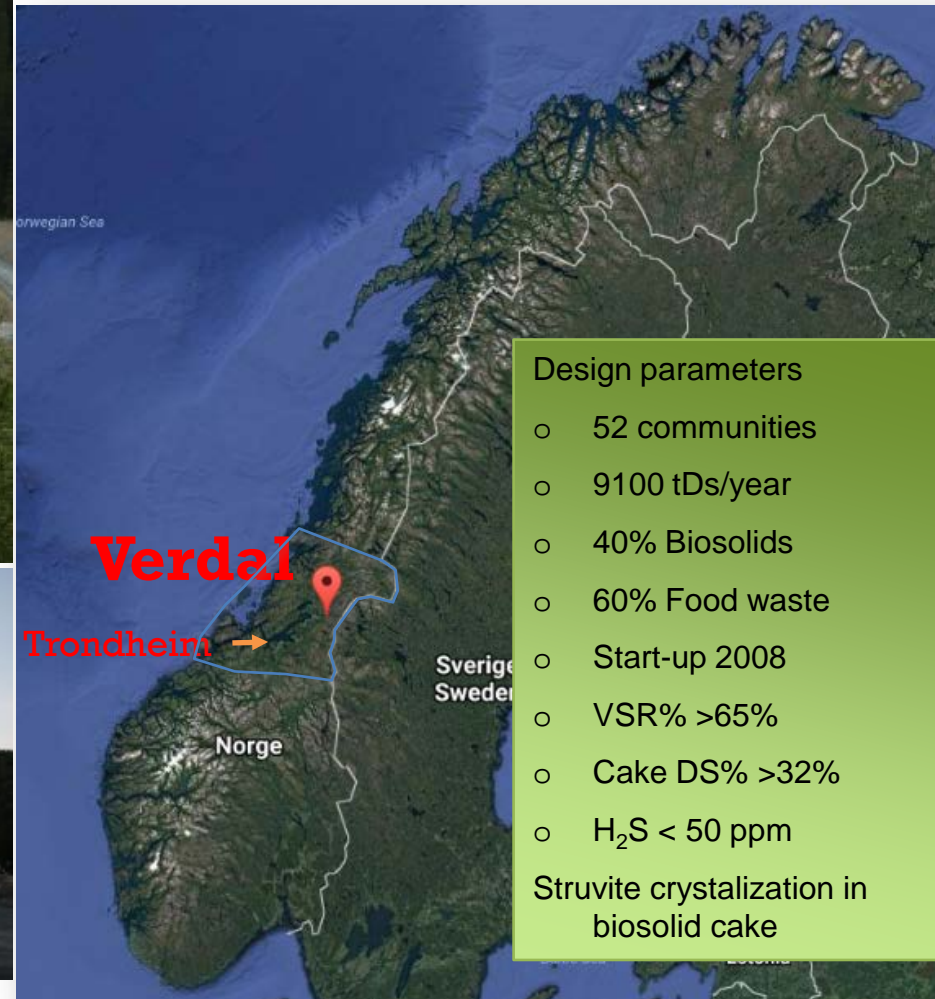 orwegian Sea
Verdal
Trondheim
Sverige
Sweden
Norge
Design parameters
o 52 communities
o 9100 tDs/year
o 40% Biosolids
o 60% Food waste
o Start-up 2008
o VSR% >65%
o Cake DS% >32%
o H₂S < 50 ppm
Struvite crystalization in
biosolid cake